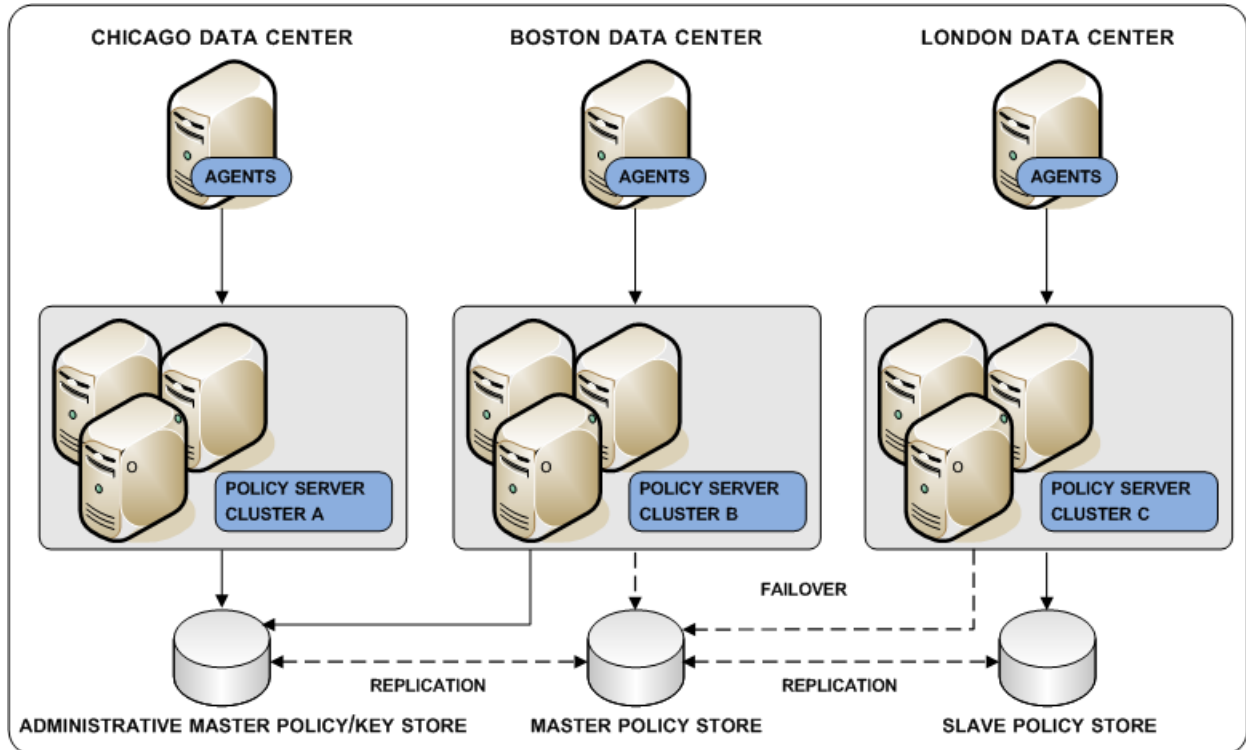 CHICAGO DATA CENTER
BOSTON DATA CENTER
LONDON DATA CENTER
AGENTS
AGENTS
AGENTS
POLICY SERVER
CLUSTER A
POLICY SERVER
CLUSTER B
POLICY SERVER
CLUSTER C
FAILOVER
REPLICATION
REPLICATION
ADMINISTRATIVE MASTER POLICY/KEY STORE
MASTER POLICY STORE
SLAVE POLICY STORE